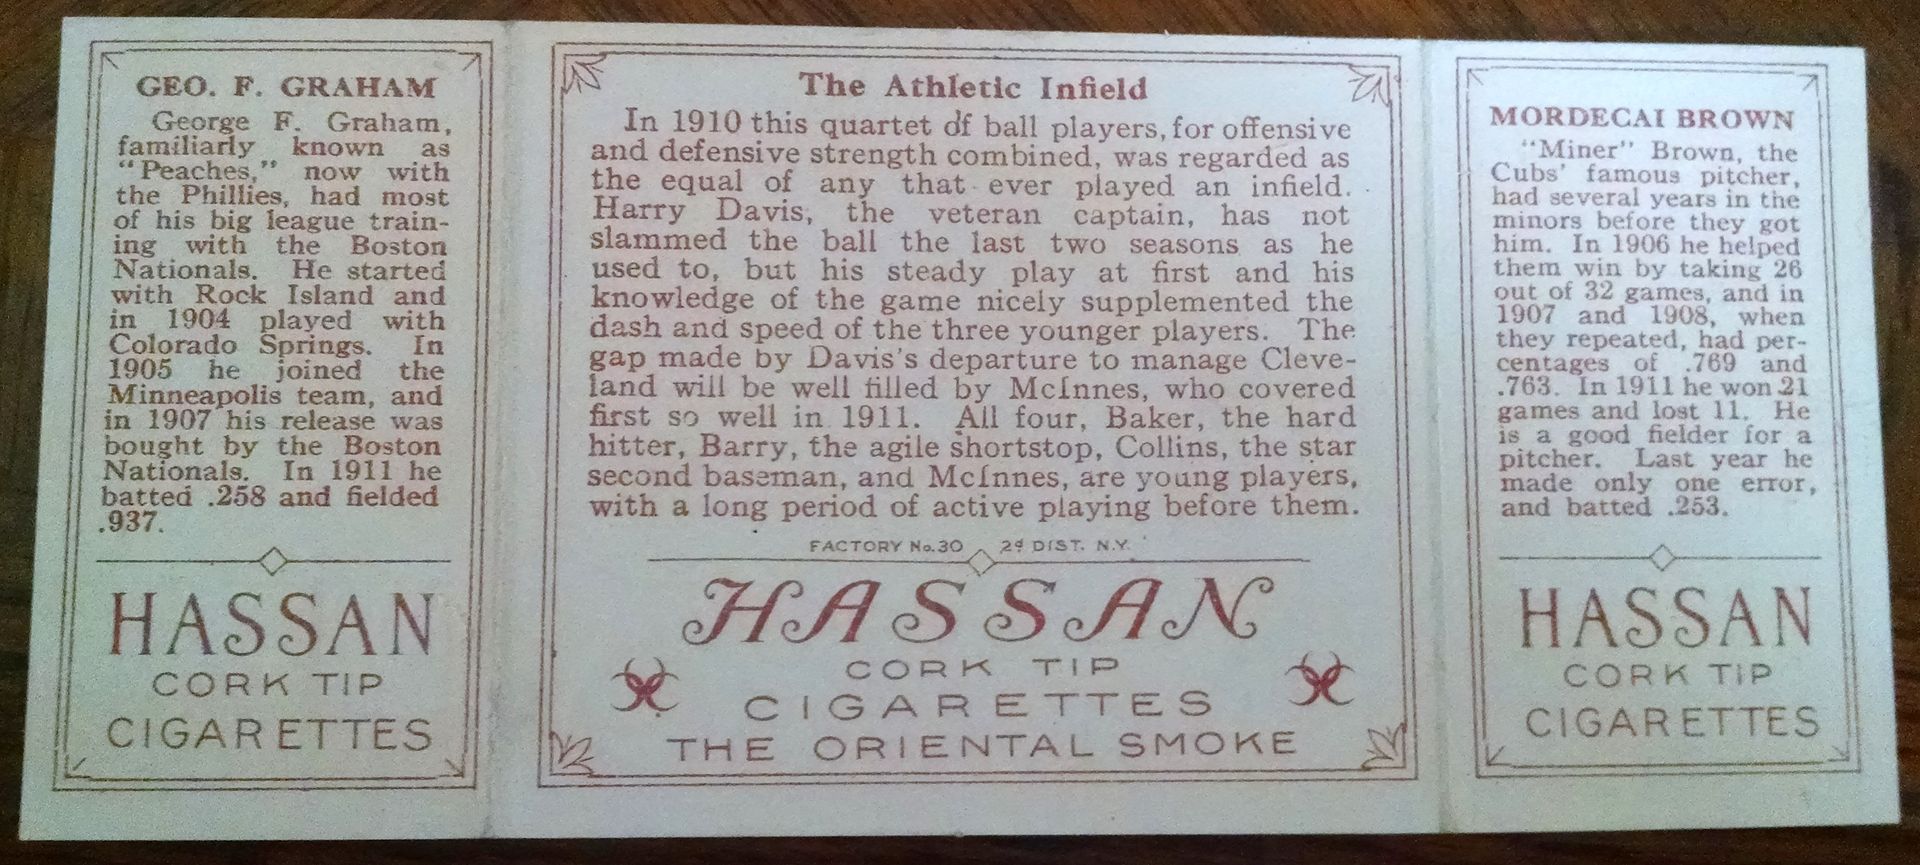 GEO. F. GRAHAM
George F. Graham,
familiarly known as
"Peaches," now with
the Phillies, had most
of his big league train-
ing with the Boston
Nationals. He started
with Rock Island and
in 1904 played with
Colorado Springs. In
1905 he joined the
Minneapolis team, and
in 1907 his release was
bought by the Boston
Nationals. In 1911 he
batted .258 and fielded
.937.
HASSAN
CORK TIP
CIGARETTES
The Athletic Infield
In 1910 this quartet of ball players, for offensive
and defensive strength combined, was regarded as
the equal of any that ever played an infield.
Harry Davis, the veteran captain, has not
slammed the ball the last two seasons as he
used to, but his steady play at first and his
knowledge of the game nicely supplemented the
dash and speed of the three younger players. The
gap made by Davis's departure to manage Cleve-
land will be well filled by McInnes, who covered
first so well in 1911. All four, Baker, the hard
hitter, Barry, the agile shortstop, Collins, the star
second baseman, and McInnes, are young players,
with a long period of active playing before them.
FACTORY No. 30 2d DIST. N.Y.
HASSAN
CORK TIP
CIGARETTES
THE ORIENTAL SMOKE
MORDECAI BROWN
"Miner" Brown, the
Cubs' famous pitcher,
had several years in the
minors before they got
him. In 1906 he helped
them win by taking 26
out of 32 games, and in
1907 and 1908, when
they repeated, had per-
centages of .769 and
.763. In 1911 he won 21
games and lost 11. He
is a good fielder for a
pitcher. Last year he
made only one error,
and batted .253.
HASSAN
CORK TIP
CIGARETTES